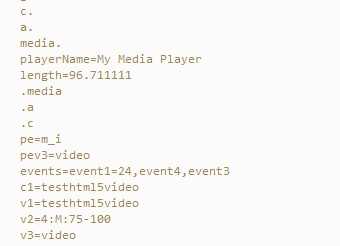 c.
a.
media.
playerName=My Media Player
length=96.711111
.media
.a
.c
pe=m_i
pev3=video
events=event1=24,event4,event3
c1=testhtml5video
v1=testhtml5video
v2=4:M:75-100
v3=video